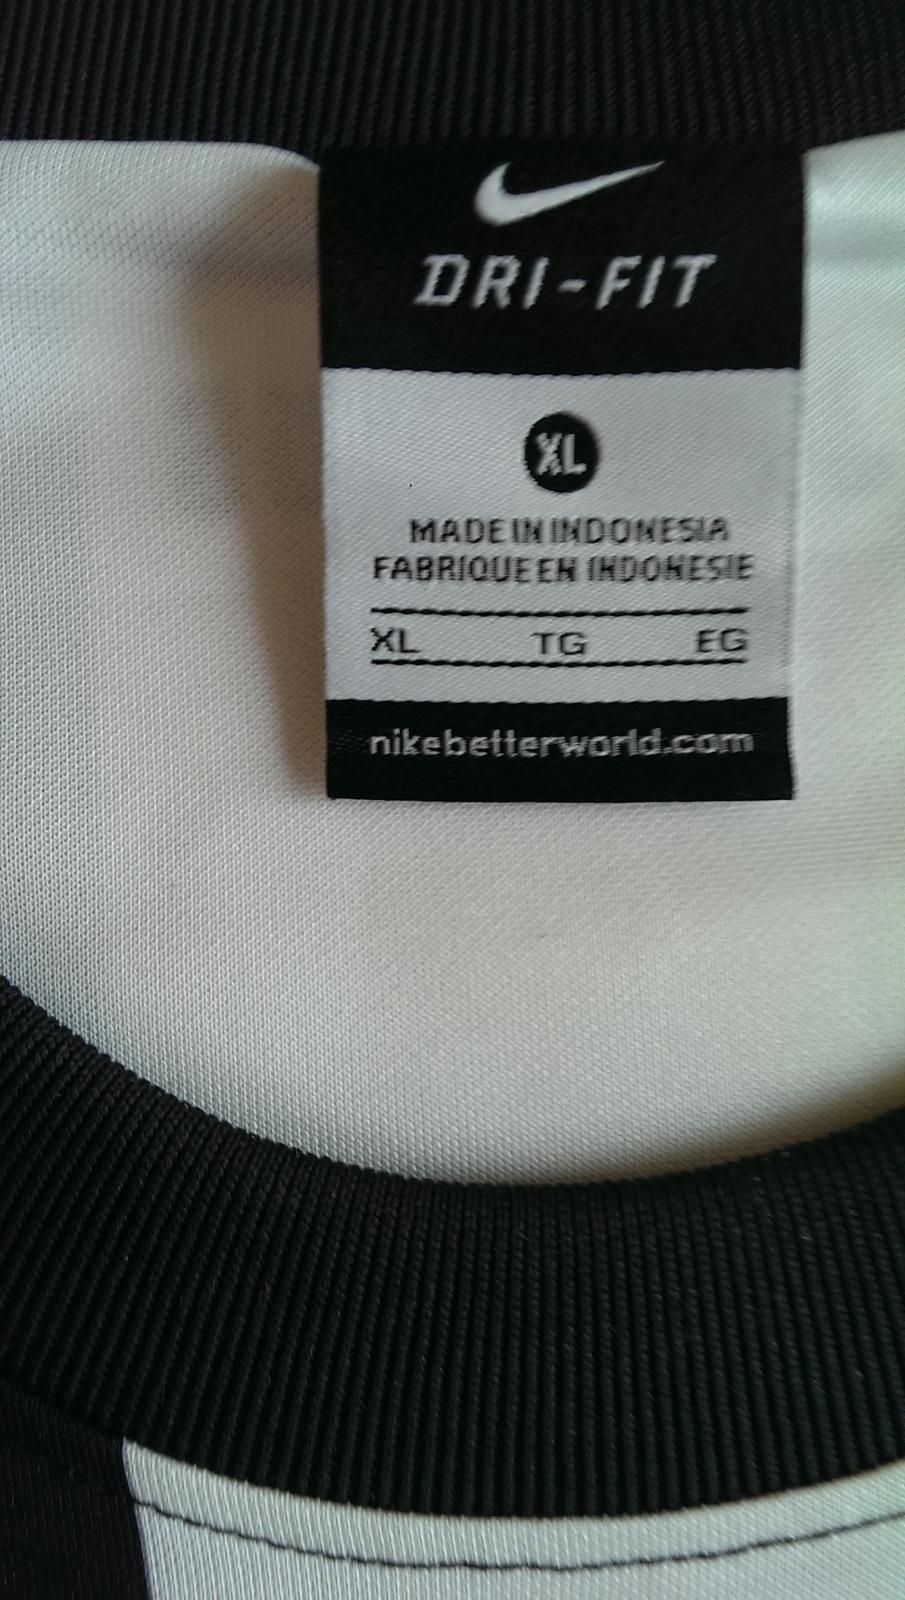 DRI-FIT
XL
MADE IN INDONESIA
FABRIQUE EN INDONESIE
XL TG EG
nikebetterworld.com